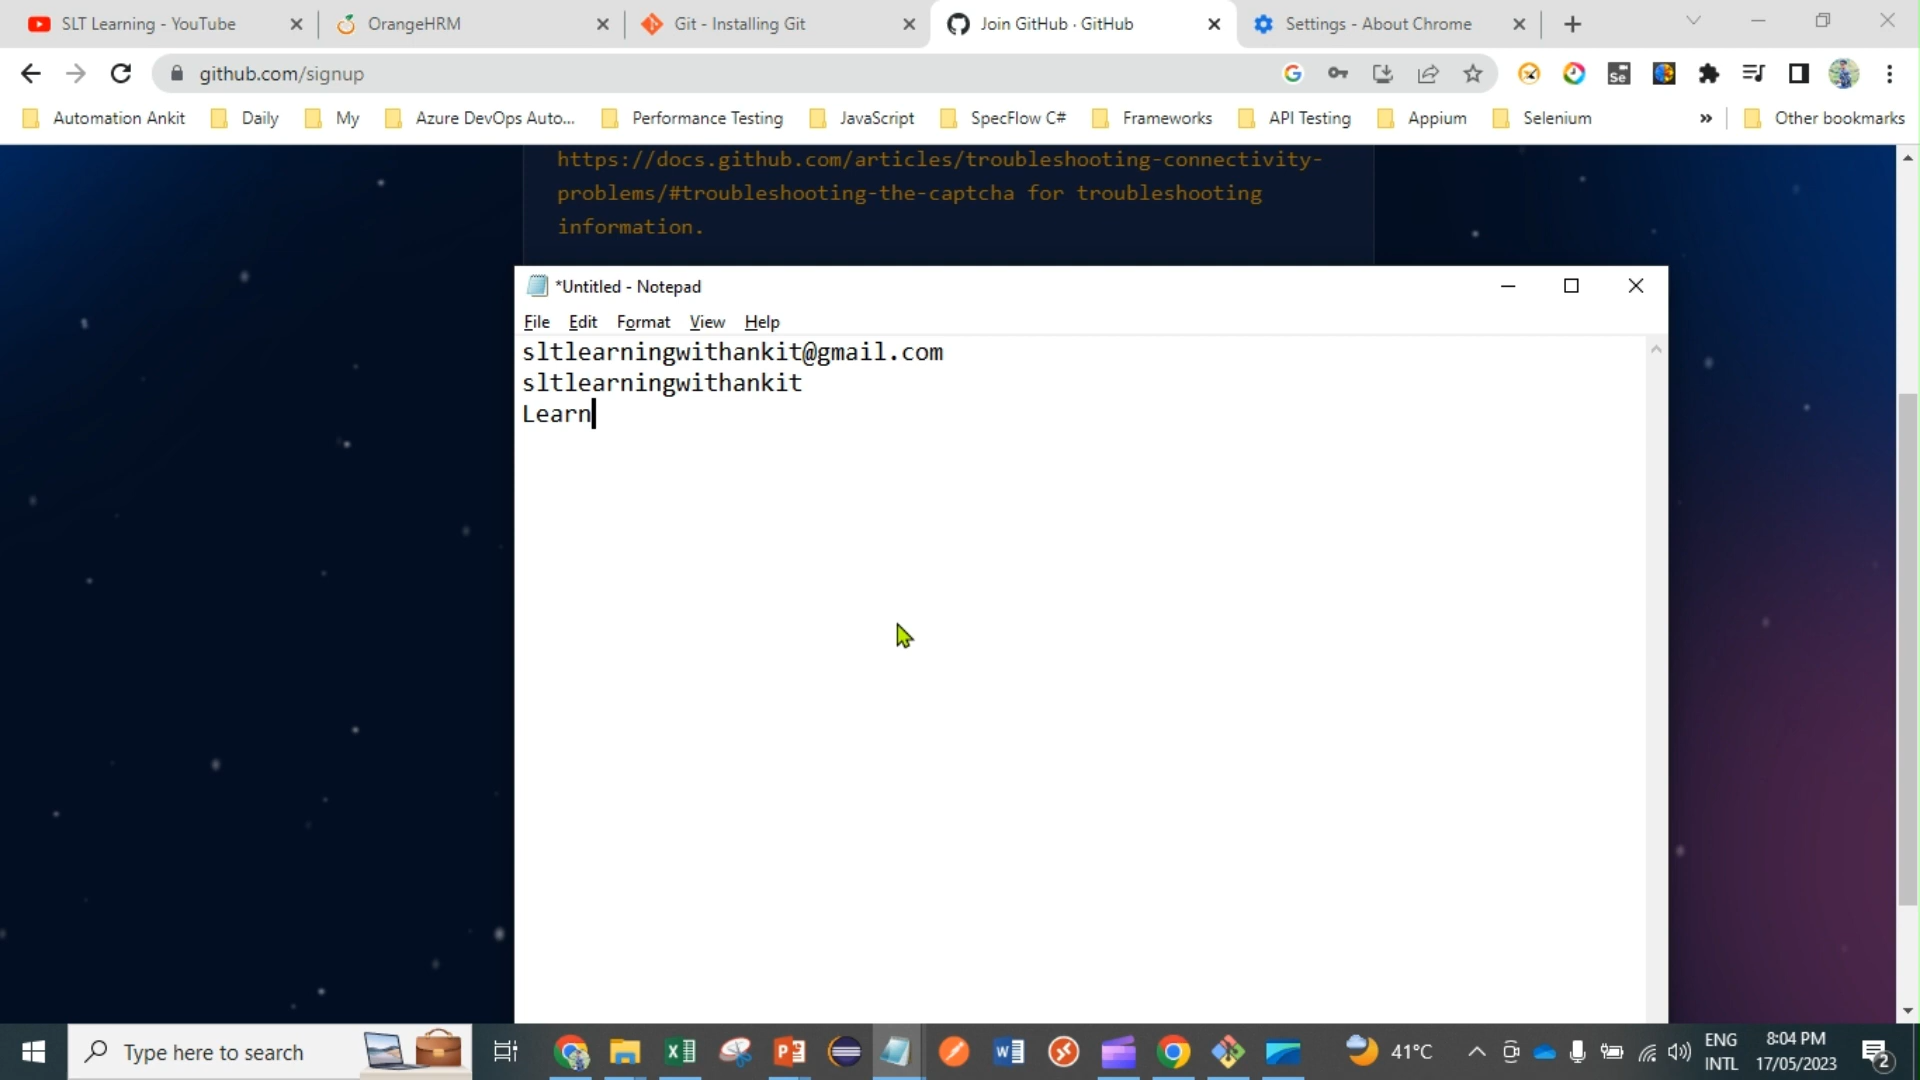 SLT Learning - YouTube
OrangeHRM
Git - Installing Git
Join GitHub · GitHub
Settings - About Chrome
github.com/signup
Se
Automation Ankit
Daily
My
Azure DevOps Auto...
Performance Testing
JavaScript
SpecFlow C#
Frameworks
API Testing
Appium
Selenium
»
Other bookmarks
https://docs.github.com/articles/troubleshooting-connectivity-
problems/#troubleshooting-the-captcha for troubleshooting
information.
*Untitled - Notepad
File Edit Format View Help
sltlearningwithankit@gmail.com
sltlearningwithankit
Learn
Type here to search
41°C
ENG
INTL
8:04 PM
17/05/2023
2